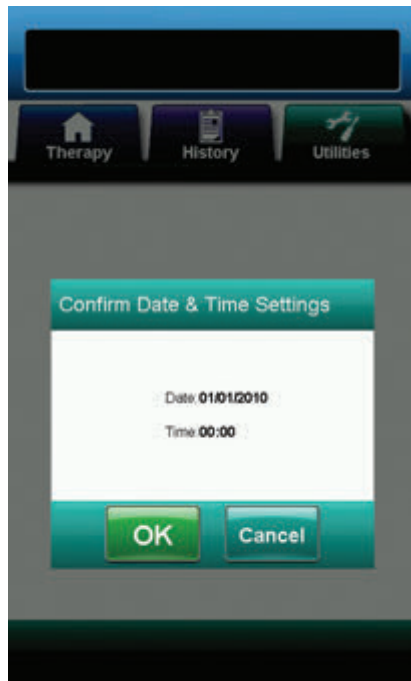 Therapy History Utilities
Confirm Date & Time Settings
Date: 01/01/2010
Time: 00:00
OK Cancel